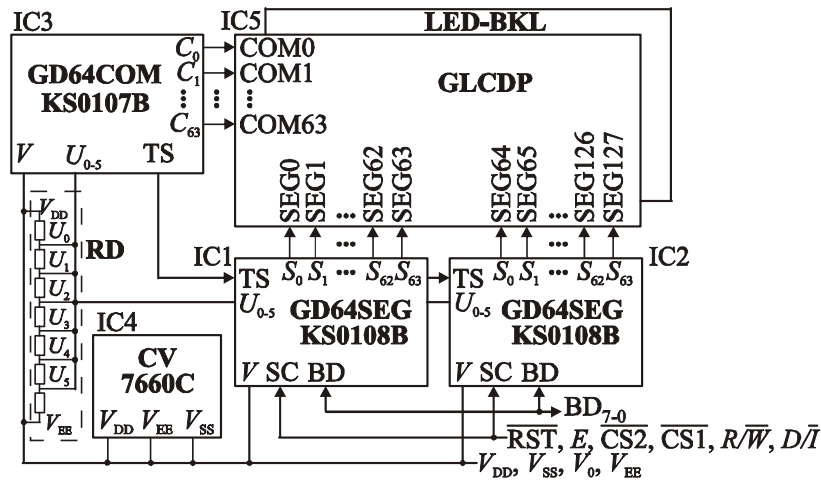 IC3
GD64COM
KS0107B
C0
C1
C63
V U0-5 TS
IC5
LED-BKL
GLCDP
COM0
COM1
COM63
SEG0
SEG1
SEG62
SEG63
SEG64
SEG65
SEG126
SEG127
VDD
U0
U1
U2
U3
U4
U5
VEE
RD
IC4
CV
7660C
VDD VEE VSS
IC1
TS S0 S1 ... S62 S63
U0-5
GD64SEG
KS0108B
V SC BD
IC2
TS S0 S1 ... S62 S63
U0-5
GD64SEG
KS0108B
V SC BD
BD7-0
R̅S̅T̅, E, C̅S̅2̅, C̅S̅1̅, R/W̅, D/I̅
VDD, VSS, V0, VEE